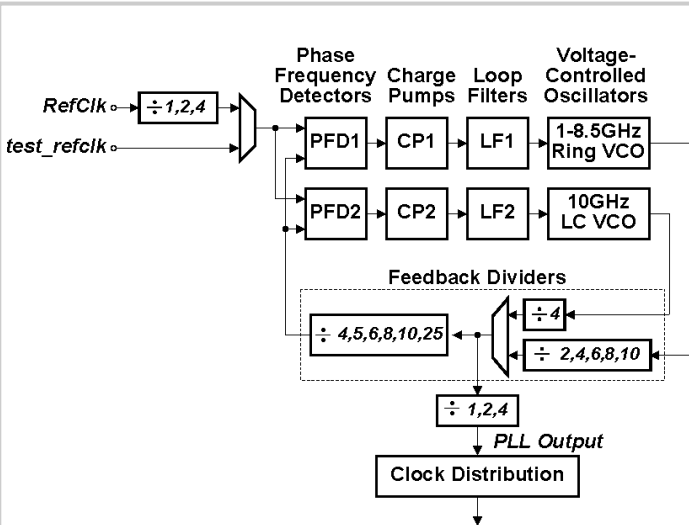 Phase
Frequency
Detectors
Charge
Pumps
Loop
Filters
Voltage-
Controlled
Oscillators
RefClk
÷ 1,2,4
test_refclk
PFD1
CP1
LF1
1-8.5GHz
Ring VCO
PFD2
CP2
LF2
10GHz
LC VCO
Feedback Dividers
÷ 4
÷ 4,5,6,8,10,25
÷ 2,4,6,8,10
÷ 1,2,4
PLL Output
Clock Distribution